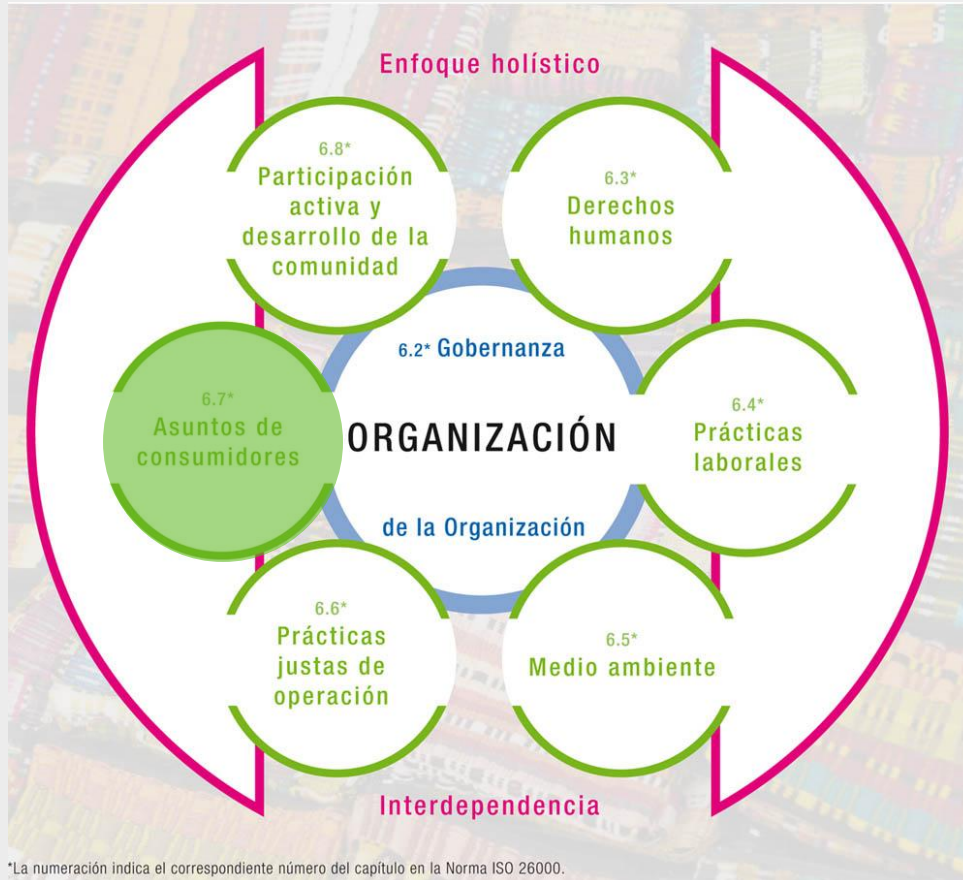 Enfoque holístico
6.8*
Participación
activa y
desarrollo de la
comunidad
6.3*
Derechos
humanos
6.2* Gobernanza
6.7*
Asuntos de
consumidores
ORGANIZACIÓN
6.4*
Prácticas
laborales
de la Organización
6.6*
Prácticas
justas de
operación
6.5*
Medio ambiente
Interdependencia
*La numeración indica el correspondiente número del capítulo en la Norma ISO 26000.